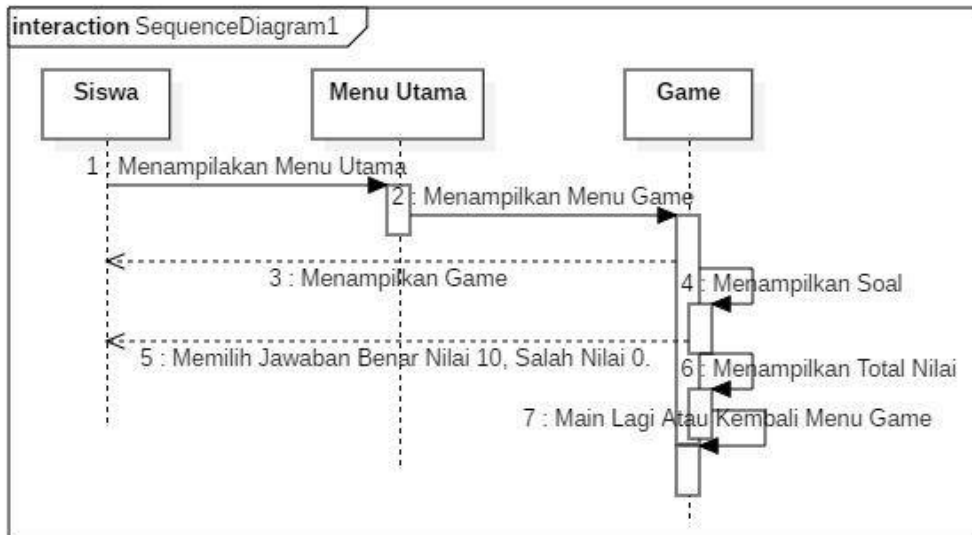 interaction SequenceDiagram1
Siswa
Menu Utama
Game
1 : Menampilakan Menu Utama
2 : Menampilkan Menu Game
3 : Menampilkan Game
4 : Menampilkan Soal
5 : Memilih Jawaban Benar Nilai 10, Salah Nilai 0.
6 : Menampilkan Total Nilai
7 : Main Lagi Atau Kembali Menu Game